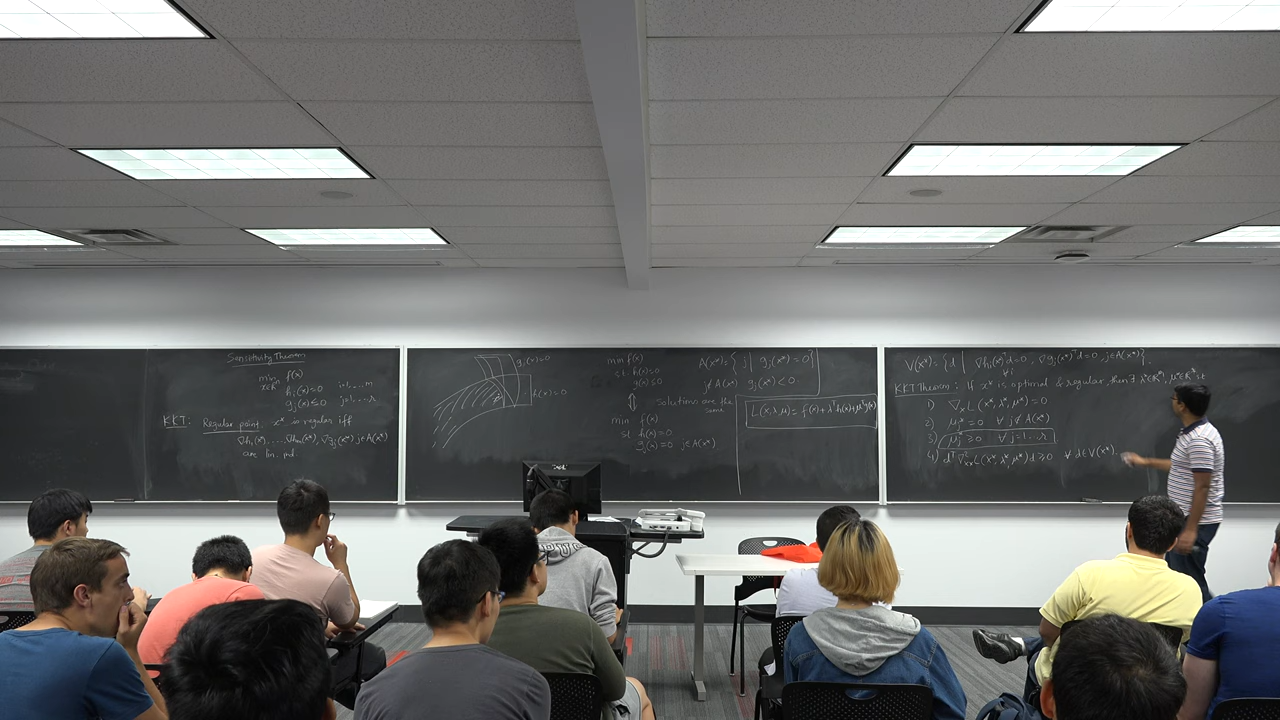 Sensitivity Theorem
min f(x)
x∈ℝⁿ
hᵢ(x)=0 i=1,...,m
gⱼ(x)≤0 j=1,...,r
KKT: Regular point x* is regular iff
∇h₁(x*),...,∇hₘ(x*), ∇gⱼ(x*) j∈A(x*)
are lin. ind.
gⱼ(x)=0
h(x)=0
min f(x)
s.t. h(x)=0
g(x)≤0
⇕ solutions are the same
min f(x)
st h(x)=0
gⱼ(x)=0 j∈A(x*)
A(x*)={ j | gⱼ(x*)=0}
j∉A(x*) gⱼ(x*)<0
L(x,λ,μ)= f(x)+λᵀh(x)+μᵀg(x)
V(x*)= {d | ∇hᵢ(x*)ᵀd=0, ∇gⱼ(x*)ᵀd=0, j∈A(x*)}
∀i
KKT Theorem: If x* is optimal & regular, then ∃ λ*∈ℝᵐ, μ*∈ℝʳ s.t
1) ∇ₓL(x*,λ*,μ*)=0
2) μⱼ*=0 ∀ j∉A(x*)
3) μⱼ*≥0 ∀ j=1,...r
4) dᵀ∇²ₓₓL(x*,λ*,μ*)d≥0 ∀ d∈V(x*)